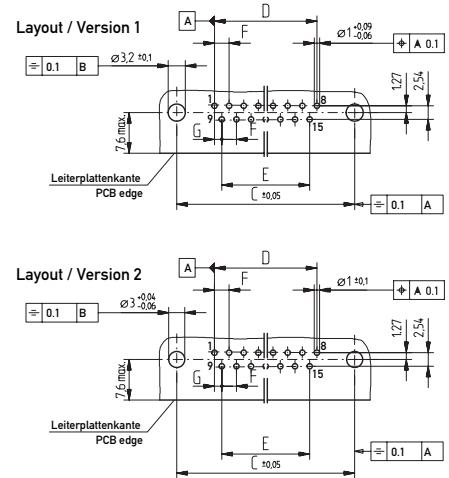 Layout / Version 1
A
D
F
ø1 +0,09 -0,06
⌖ A 0.1
⌯ 0.1 B
ø3,2 ±0,1
1,27
2,54
1
8
9
15
7,6 max.
G
F
E
Leiterplattenkante
PCB edge
C ±0,05
⌯ 0.1 A
Layout / Version 2
A
D
F
ø1 ±0,1
⌖ A 0.1
⌯ 0.1 B
ø3 +0,04 -0,06
1,27
2,54
1
8
9
15
7,6 max.
G
F
E
Leiterplattenkante
PCB edge
C ±0,05
⌯ 0.1 A